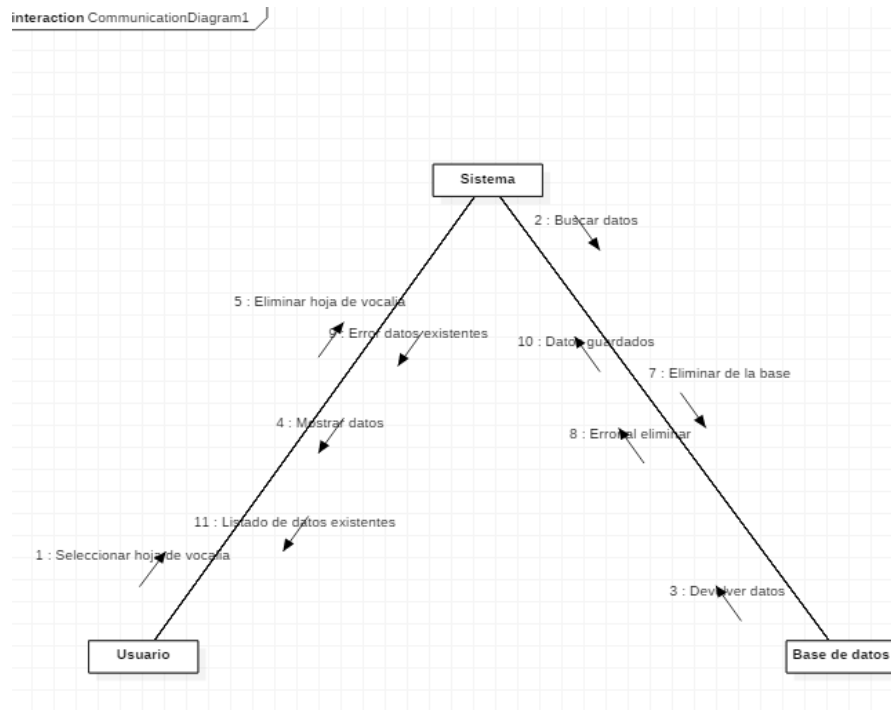 interaction CommunicationDiagram1
Sistema
2 : Buscar datos
5 : Eliminar hoja de vocalia
9 : Error datos existentes
10 : Datos guardados
7 : Eliminar de la base
4 : Mostrar datos
8 : Error al eliminar
11 : Listado de datos existentes
1 : Seleccionar hoja de vocalia
3 : Devolver datos
Usuario
Base de datos